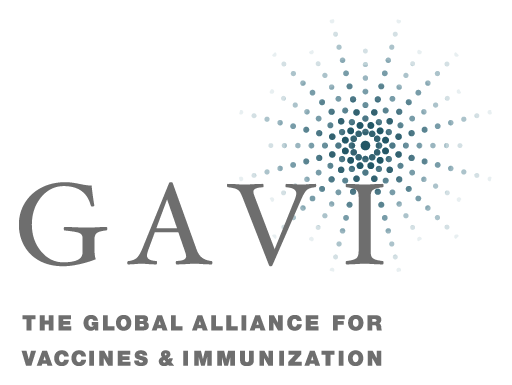 GAVI
THE GLOBAL ALLIANCE FOR
VACCINES & IMMUNIZATION